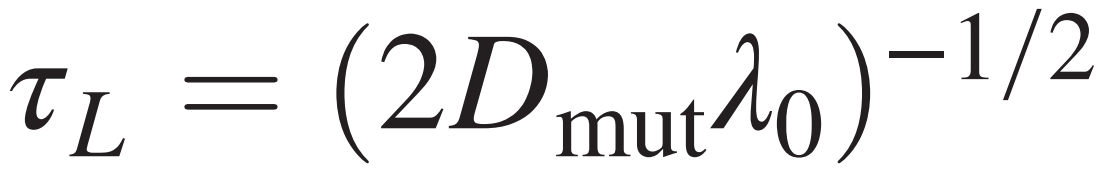 τ_L = (2D_mut λ_0)^{−1/2}